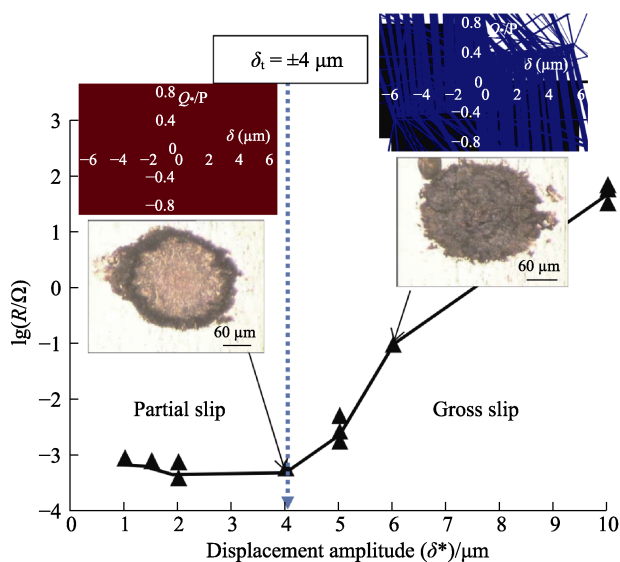 δt = ±4 μm
0.8 Q*/P
0.4
δ (μm)
0
−6 −4 −2 0 2 4 6
−0.4
−0.8
0.8 Q*/P
0.4
δ (μm)
0
−6 −4 −2 0 2 4 6
−0.4
−0.8
60 μm
60 μm
Partial slip
Gross slip
lg(R/Ω)
3
2
1
0
−1
−2
−3
−4
0 1 2 3 4 5 6 7 8 9 10
Displacement amplitude (δ*)/μm